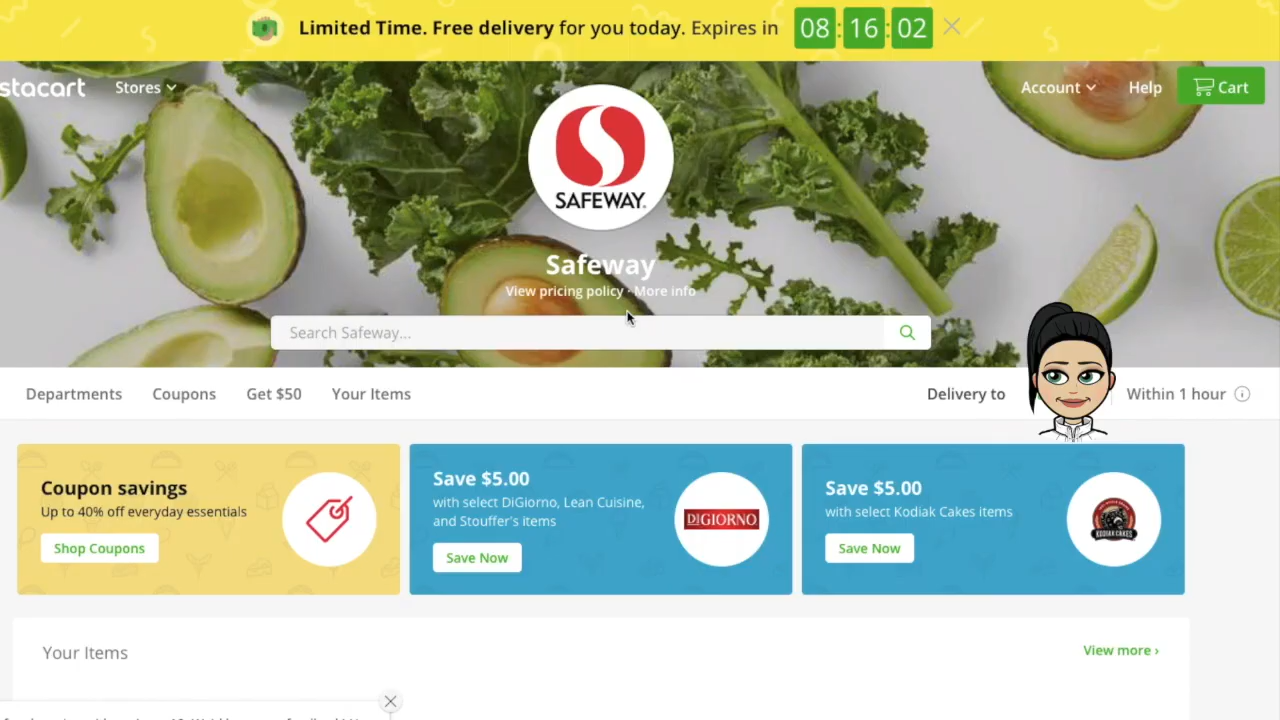 Limited Time. Free delivery for you today. Expires in 08:16:02
stacart
Stores
Account
Help
Cart
SAFEWAY.
Safeway
View pricing policy · More info
Search Safeway...
Departments
Coupons
Get $50
Your Items
Delivery to
Within 1 hour
Coupon savings
Up to 40% off everyday essentials
Shop Coupons
Save $5.00
with select DiGiorno, Lean Cuisine,
and Stouffer's items
Save Now
DIGIORNO
Save $5.00
with select Kodiak Cakes items
Save Now
KODIAK CAKES
Your Items
View more ›